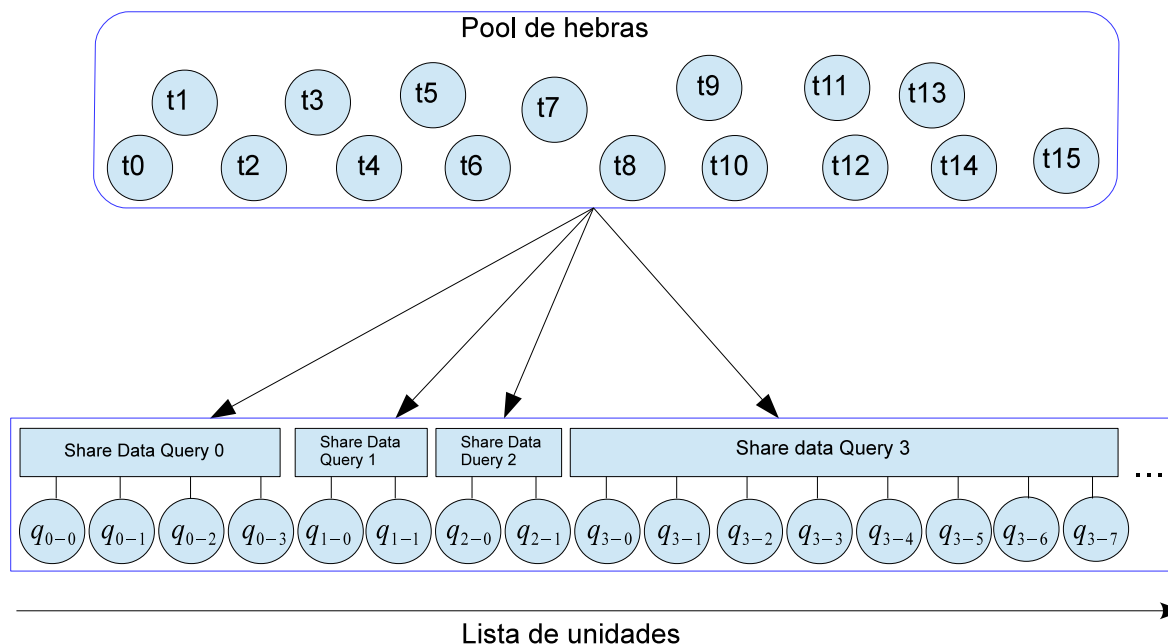 Pool de hebras
t1 t3 t5 t7 t9 t11 t13
t0 t2 t4 t6 t8 t10 t12 t14 t15
Share Data Query 0
Share Data
Query 1
Share Data
Duery 2
Share data Query 3
...
q0−0 q0−1 q0−2 q0−3 q1−0 q1−1 q2−0 q2−1 q3−0 q3−1 q3−2 q3−3 q3−4 q3−5 q3−6 q3−7
Lista de unidades